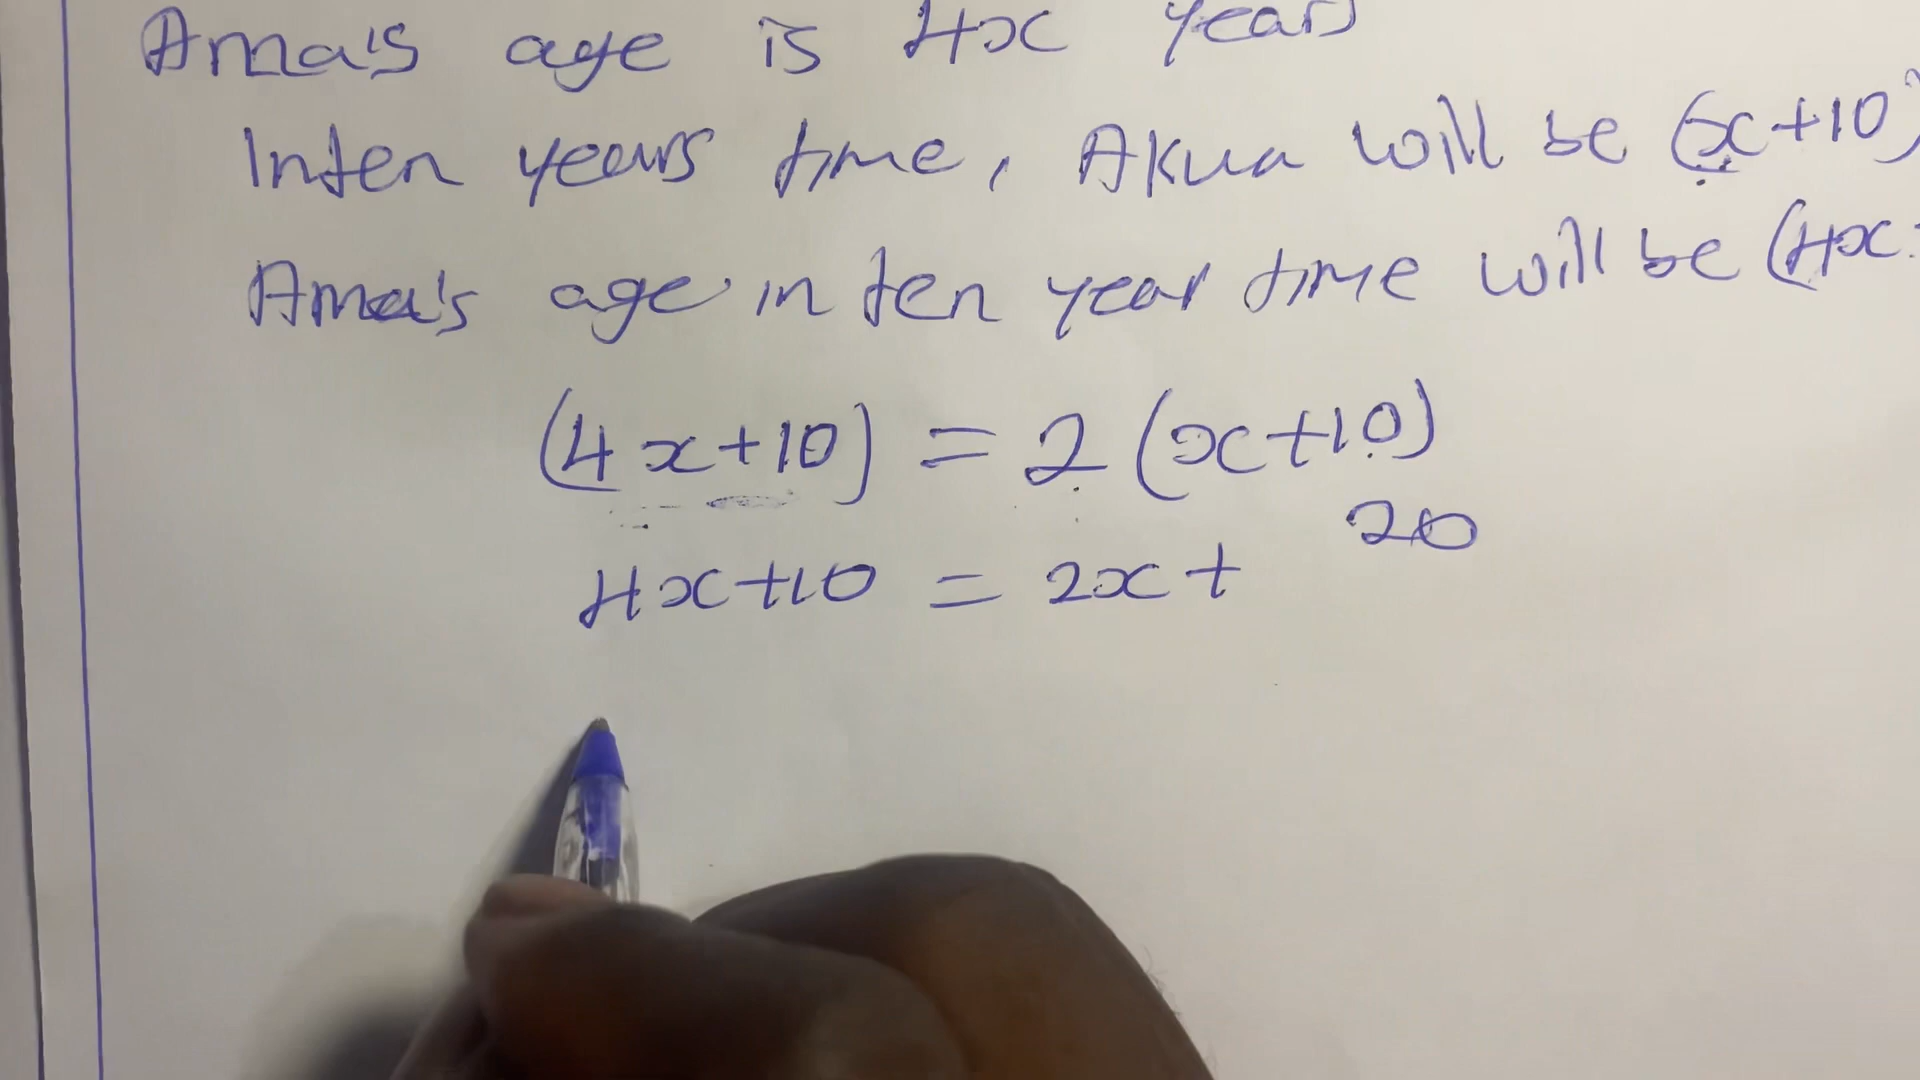 Ama's age is 4x years
In ten years time, Akua will be (x+10)
Ama's age in ten year time will be (4x
(4x+10) = 2(x+10)
20
4x+10 = 2x+